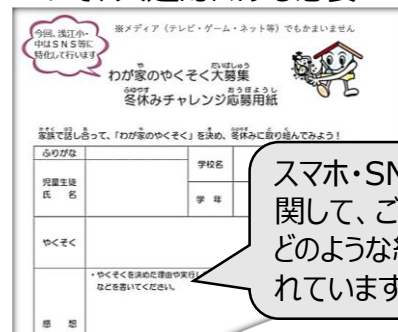 ※メディア（テレビ・ゲーム・ネット等）でもかまいません
今回、浅江小・
中はＳＮＳ等に
特化して行います
わが家のやくそく大募集
冬休みチャレンジ応募用紙
家族で話し合って、「わが家のやくそく」を決め、冬休みに取り組んでみよう！
ふりがな
児童生徒
氏　名
学校名
学　年
やくそく
・やくそくを決めた理由や実行し
などを書いてください。
感　想
スマホ・SN
関して、ご
どのような
れています